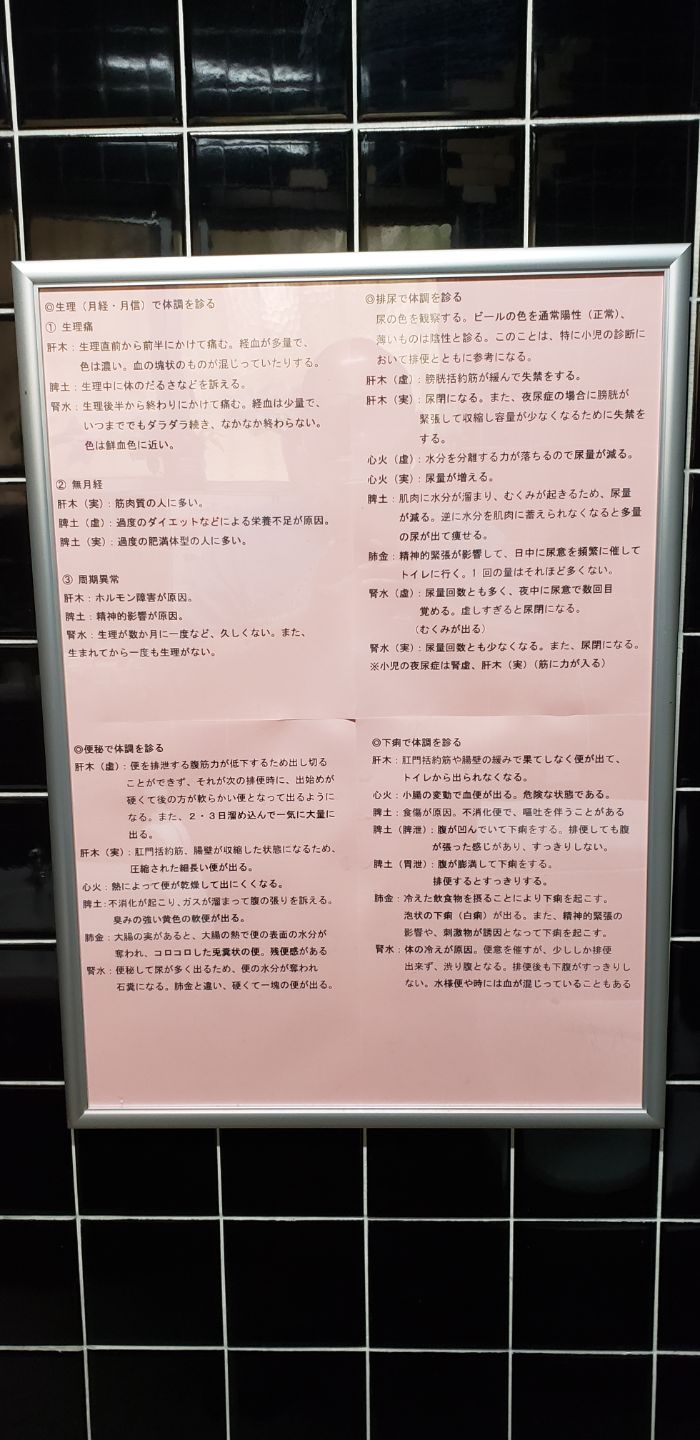 ◎生理（月経・月信）で体調を診る
① 生理痛
肝木：生理直前から前半にかけて痛む。経血が多量で、
色は濃い。血の塊状のものが混じっていたりする。
脾土：生理中に体のだるさなどを訴える。
腎水：生理後半から終わりにかけて痛む。経血は少量で、
いつまででもダラダラ続き、なかなか終わらない。
色は鮮血色に近い。
② 無月経
肝木（実）：筋肉質の人に多い。
脾土（虚）：過度のダイエットなどによる栄養不足が原因。
脾土（実）：過度の肥満体型の人に多い。
③ 周期異常
肝木：ホルモン障害が原因。
脾土：精神的影響が原因。
腎水：生理が数か月に一度など、久しくない。また、
生まれてから一度も生理がない。
◎排尿で体調を診る
尿の色を観察する。ビールの色を通常陽性（正常）、
薄いものは陰性と診る。このことは、特に小児の診断に
おいて排便とともに参考になる。
肝木（虚）：膀胱括約筋が緩んで失禁をする。
肝木（実）：尿閉になる。また、夜尿症の場合に膀胱が
緊張して収縮し容量が少なくなるために失禁を
する。
心火（虚）：水分を分離する力が落ちるので尿量が減る。
心火（実）：尿量が増える。
脾土：肌肉に水分が溜まり、むくみが起きるため、尿量
が減る。逆に水分を肌肉に蓄えられなくなると多量
の尿が出て痩せる。
肺金：精神的緊張が影響して、日中に尿意を頻繁に催して
トイレに行く。１回の量はそれほど多くない。
腎水（虚）：尿量回数とも多く、夜中に尿意で数回目
覚める。虚しすぎると尿閉になる。
（むくみが出る）
腎水（実）：尿量回数とも少なくなる。また、尿閉になる。
※小児の夜尿症は腎虚、肝木（実）（筋に力が入る）
◎便秘で体調を診る
肝木（虚）：便を排泄する腹筋力が低下するため出し切る
ことができず、それが次の排便時に、出始めが
硬くて後の方が軟らかい便となって出るように
なる。また、２・３日溜め込んで一気に大量に
出る。
肝木（実）：肛門括約筋、腸壁が収縮した状態になるため、
圧縮された細長い便が出る。
心火：熱によって便が乾燥して出にくくなる。
脾土：不消化が起こり、ガスが溜まって腹の張りを訴える。
臭みの強い黄色の軟便が出る。
肺金：大腸の実があると、大腸の熱で便の表面の水分が
奪われ、コロコロした兎糞状の便。残便感がある
腎水：便秘して尿が多く出るため、便の水分が奪われ
石糞になる。肺金と違い、硬くて一塊の便が出る。
◎下痢で体調を診る
肝木：肛門括約筋や腸壁の緩みで果てしなく便が出て、
トイレから出られなくなる。
心火：小腸の変動で血便が出る。危険な状態である。
脾土：食傷が原因。不消化便で、嘔吐を伴うことがある
脾土（脾泄）：腹が凹んでいて下痢をする。排便しても腹
が張った感じがあり、すっきりしない。
脾土（胃泄）：腹が膨満して下痢をする。
排便するとすっきりする。
肺金：冷えた飲食物を摂ることにより下痢を起こす。
泡状の下痢（白痢）が出る。また、精神的緊張の
影響や、刺激物が誘因となって下痢を起こす。
腎水：体の冷えが原因。便意を催すが、少ししか排便
出来ず、渋り腹となる。排便後も下腹がすっきりし
ない。水様便や時には血が混じっていることもある